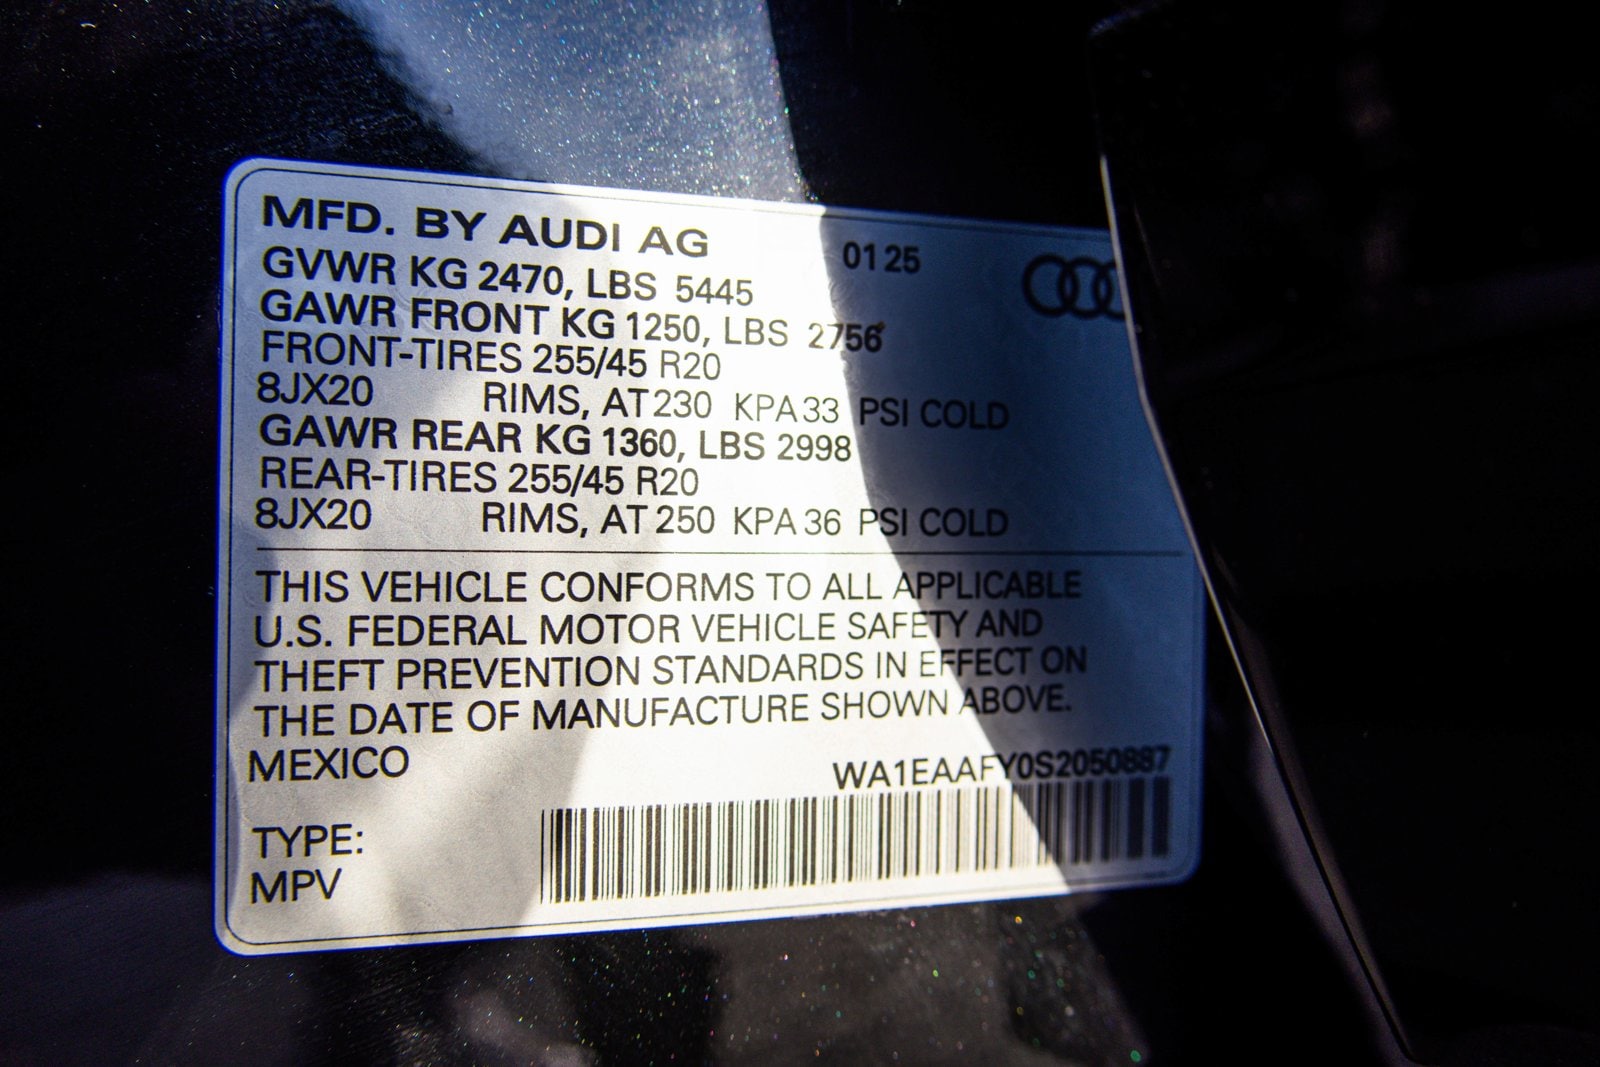 MFD. BY AUDI AG 01 25
GVWR KG 2470, LBS 5445
GAWR FRONT KG 1250, LBS 2756
FRONT-TIRES 255/45 R20
8JX20 RIMS, AT 230 KPA 33 PSI COLD
GAWR REAR KG 1360, LBS 2998
REAR-TIRES 255/45 R20
8JX20 RIMS, AT 250 KPA 36 PSI COLD
THIS VEHICLE CONFORMS TO ALL APPLICABLE
U.S. FEDERAL MOTOR VEHICLE SAFETY AND
THEFT PREVENTION STANDARDS IN EFFECT ON
THE DATE OF MANUFACTURE SHOWN ABOVE.
MEXICO
WA1EAAFY0S2050887
TYPE:
MPV